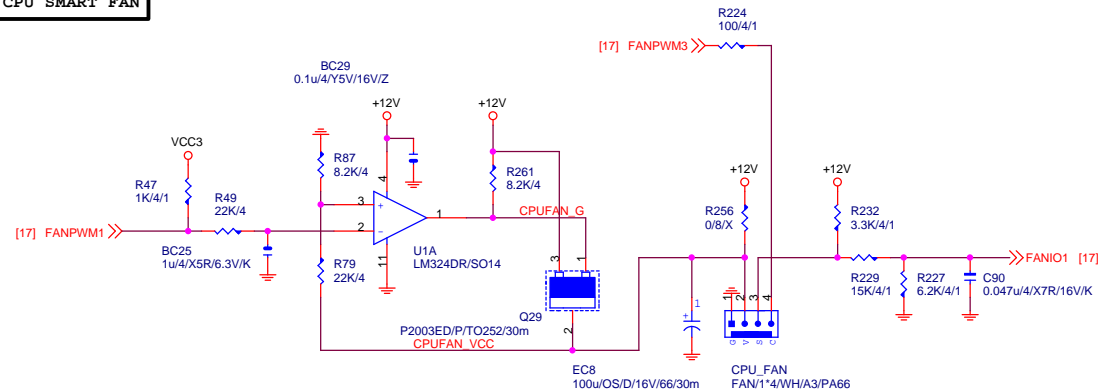 CPU SMART FAN
R224
100/4/1
[17] FANPWM3
BC29
0.1u/4/Y5V/16V/Z
+12V
+12V
VCC3
R87
8.2K/4
4
R261
8.2K/4
+12V
+12V
R47
1K/4/1
R49
22K/4
3
+
1
CPUFAN_G
R256
0/8/X
R232
3.3K/4/1
[17] FANPWM1
2
-
3
1
FANIO1 [17]
BC25
1u/4/X5R/6.3V/K
11
U1A
LM324DR/SO14
R79
22K/4
R229
15K/4/1
R227
6.2K/4/1
C90
0.047u/4/X7R/16V/K
+
1
1
2
3
4
Q29
2
G
V
S
C
P2003ED/P/TO252/30m
CPUFAN_VCC
EC8
100u/OS/D/16V/66/30m
CPU_FAN
FAN/1*4/WH/A3/PA66